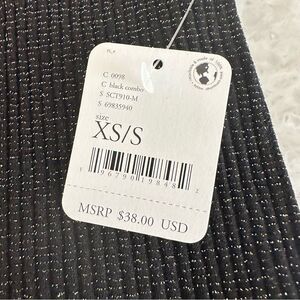 C 0098
C black combo
S SCT910-M
S 69835940
size
XS/S
MSRP $38.00 USD